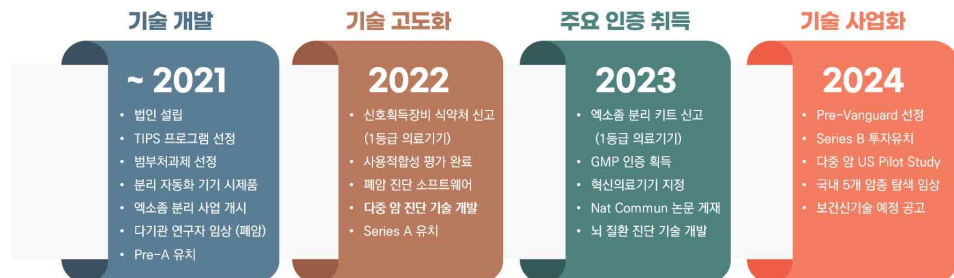 기술 개발
~ 2021
• 법인 설립
• TIPS 프로그램 선정
• 범부처과제 선정
• 분리 자동화 기기 시제품
• 엑소좀 분리 사업 개시
• 다기관 연구자 임상 (폐암)
• Pre-A 유치
기술 고도화
2022
• 신호획득장비 식약처 신고
(1등급 의료기기)
• 사용적합성 평가 완료
• 폐암 진단 소프트웨어
• 다중 암 진단 기술 개발
• Series A 유치
주요 인증 취득
2023
• 엑소좀 분리 키트 신고
(1등급 의료기기)
• GMP 인증 획득
• 혁신의료기기 지정
• Nat Commun 논문 게재
• 뇌 질환 진단 기술 개발
기술 사업화
2024
• Pre-Vanguard 선정
• Series B 투자유치
• 다중 암 US Pilot Study
• 국내 5개 암종 탐색 임상
• 보건신기술 예정 공고